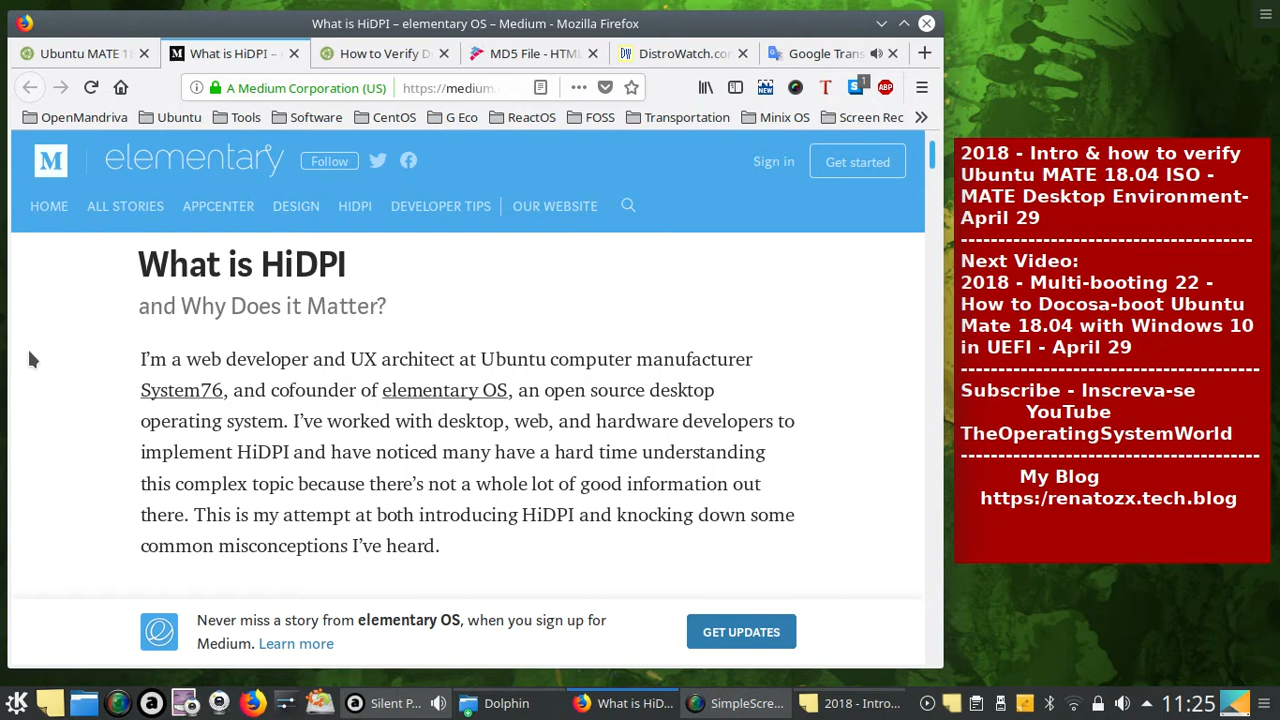 What is HiDPI – elementary OS – Medium - Mozilla Firefox
Ubuntu MATE 1
What is HiDPI –
How to Verify D
MD5 File - HTML
DistroWatch.co
Google Trans
A Medium Corporation (US)
https://medium.
1
NEW
T
S
ABP
OpenMandriva
Ubuntu
Tools
Software
CentOS
G Eco
ReactOS
FOSS
Transportation
Minix OS
Screen Rec
M
elementary
Follow
Sign in
Get started
HOME
ALL STORIES
APPCENTER
DESIGN
HIDPI
DEVELOPER TIPS
OUR WEBSITE
What is HiDPI
and Why Does it Matter?
I’m a web developer and UX architect at Ubuntu computer manufacturer
System76, and cofounder of elementary OS, an open source desktop
operating system. I’ve worked with desktop, web, and hardware developers to
implement HiDPI and have noticed many have a hard time understanding
this complex topic because there’s not a whole lot of good information out
there. This is my attempt at both introducing HiDPI and knocking down some
common misconceptions I’ve heard.
Never miss a story from elementary OS, when you sign up for
Medium. Learn more
GET UPDATES
2018 - Intro & how to verify
Ubuntu MATE 18.04 ISO -
MATE Desktop Environment-
April 29
---------------------------------------
Next Video:
2018 - Multi-booting 22 -
How to Docosa-boot Ubuntu
Mate 18.04 with Windows 10
in UEFI - April 29
----------------------------------------
Subscribe - Inscreva-se
YouTube
TheOperatingSystemWorld
----------------------------------------
My Blog
https:/renatozx.tech.blog
Silent P...
Dolphin
What is HiD...
SimpleScre...
2018 - Intro...
11:25